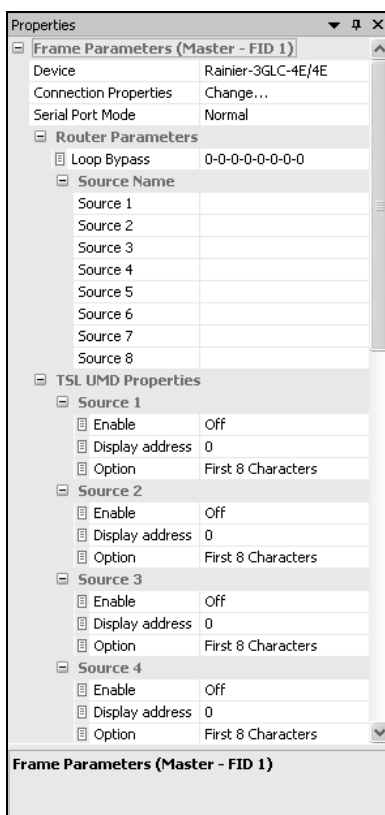 Properties
Frame Parameters (Master - FID 1)
Device Rainier-3GLC-4E/4E
Connection Properties Change...
Serial Port Mode Normal
Router Parameters
Loop Bypass 0-0-0-0-0-0-0-0
Source Name
Source 1
Source 2
Source 3
Source 4
Source 5
Source 6
Source 7
Source 8
TSL UMD Properties
Source 1
Enable Off
Display address 0
Option First 8 Characters
Source 2
Enable Off
Display address 0
Option First 8 Characters
Source 3
Enable Off
Display address 0
Option First 8 Characters
Source 4
Enable Off
Display address 0
Option First 8 Characters
Frame Parameters (Master - FID 1)